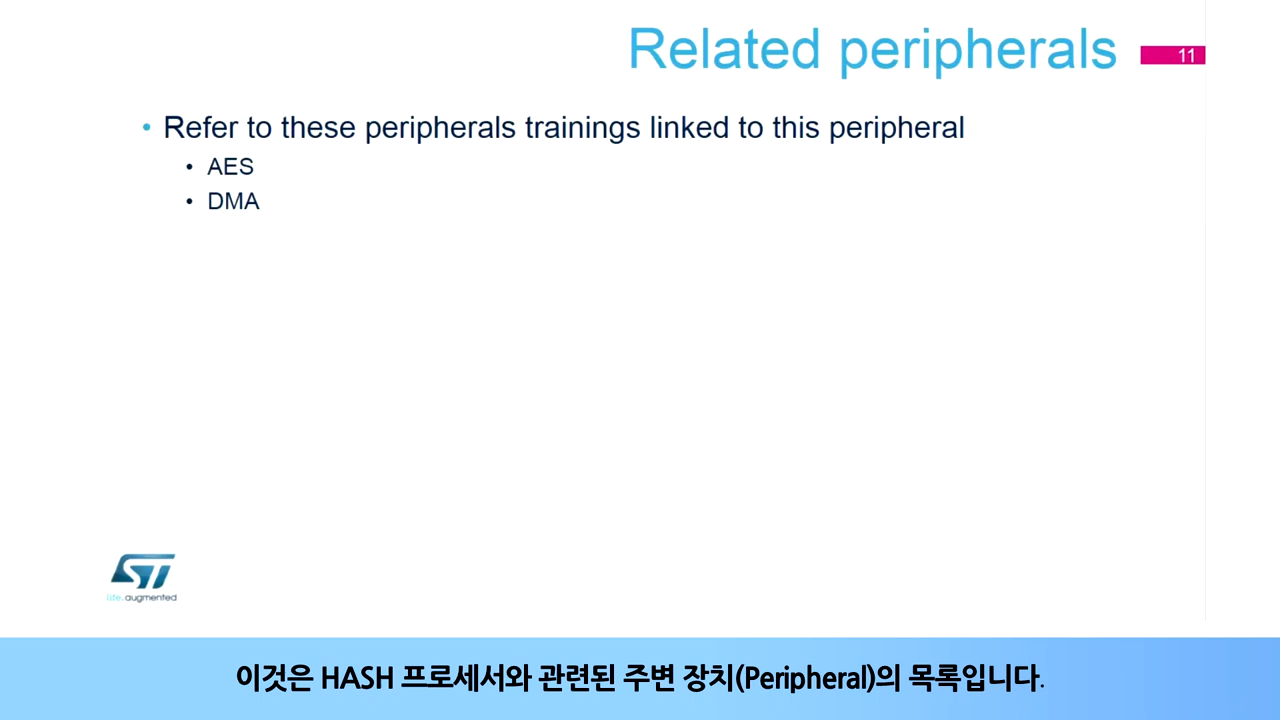 Related peripherals
11
• Refer to these peripherals trainings linked to this peripheral
• AES
• DMA
ST
life.augmented
이것은 HASH 프로세서와 관련된 주변 장치(Peripheral)의 목록입니다.